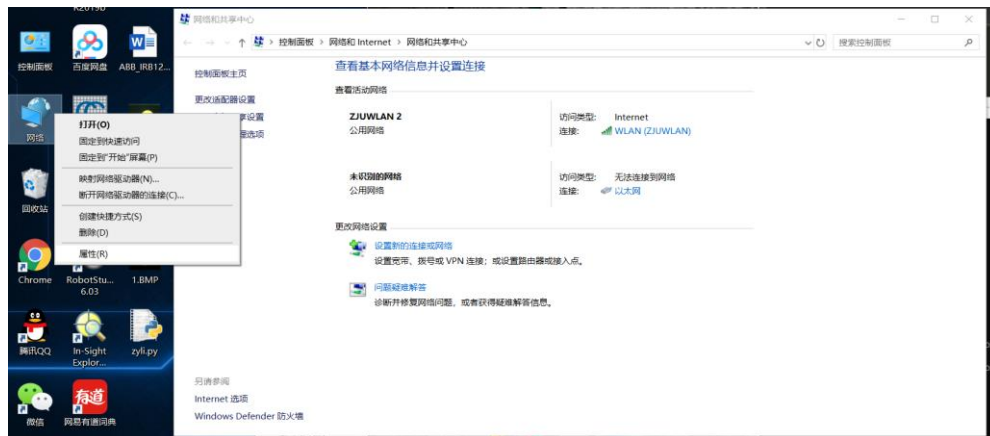 R2019b
控制面板
百度网盘
ABB_IRB12...
网络
回收站
Chrome
RobotStu...
6.03
1.BMP
腾讯QQ
In-Sight
Explor...
zyli.py
微信
网易有道词典
打开(O)
固定到快速访问
固定到"开始"屏幕(P)
映射网络驱动器(N)...
断开网络驱动器的连接(C)...
创建快捷方式(S)
删除(D)
属性(R)
网络和共享中心
控制面板 > 网络和 Internet > 网络和共享中心
搜索控制面板
控制面板主页
更改适配器设置
享设置
理选项
查看基本网络信息并设置连接
查看活动网络
ZJUWLAN 2
公用网络
访问类型: Internet
连接: WLAN (ZJUWLAN)
未识别的网络
公用网络
访问类型: 无法连接到网络
连接: 以太网
更改网络设置
设置新的连接或网络
设置宽带、拨号或 VPN 连接；或设置路由器或接入点。
问题疑难解答
诊断并修复网络问题，或者获得疑难解答信息。
另请参阅
Internet 选项
Windows Defender 防火墙
有道